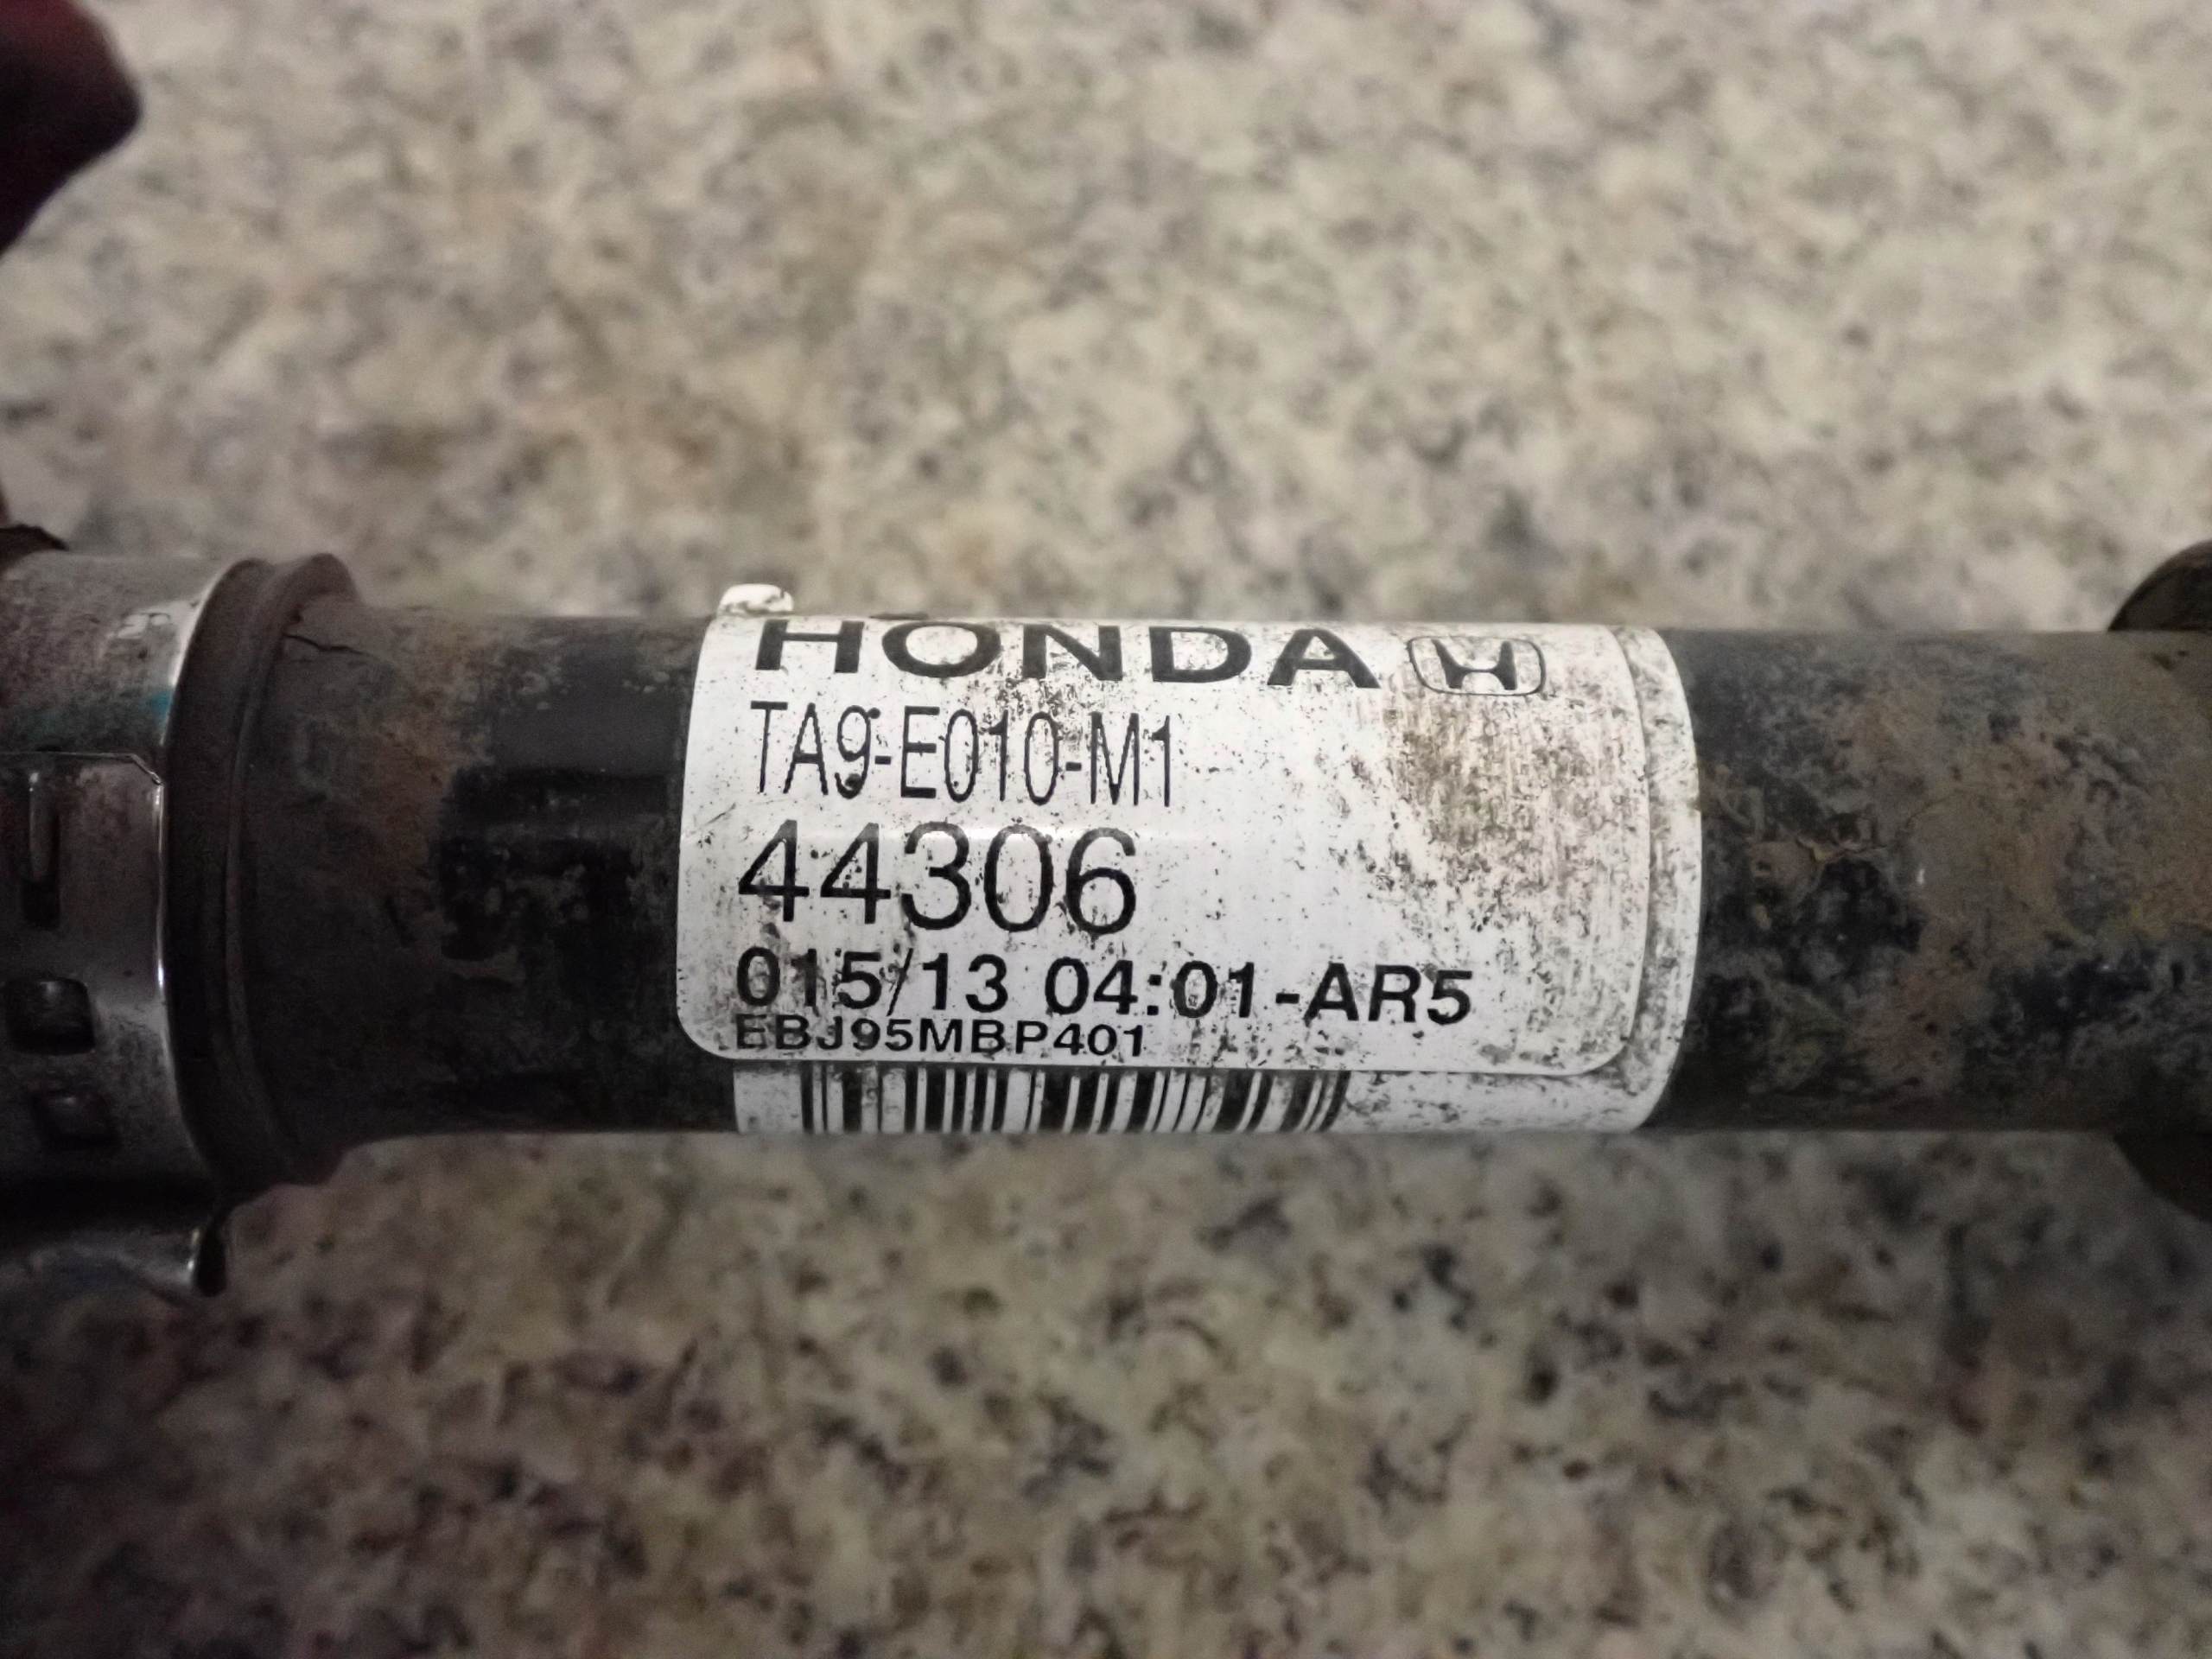 HONDA
TA9-E010-M1
44306
015/13 04:01-AR5
EBJ95MBP401